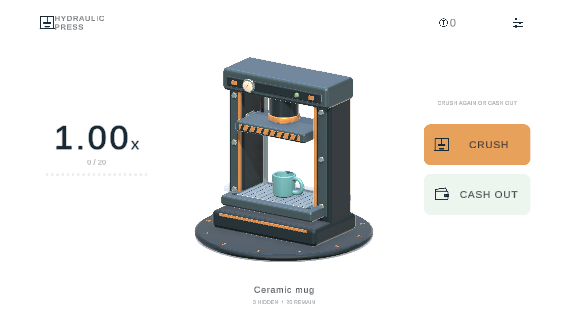 HYDRAULIC
PRESS
0
CRUSH AGAIN OR CASH OUT
1.00x
0 / 20
CRUSH
CASH OUT
Ceramic mug
3 HIDDEN / 20 REMAIN